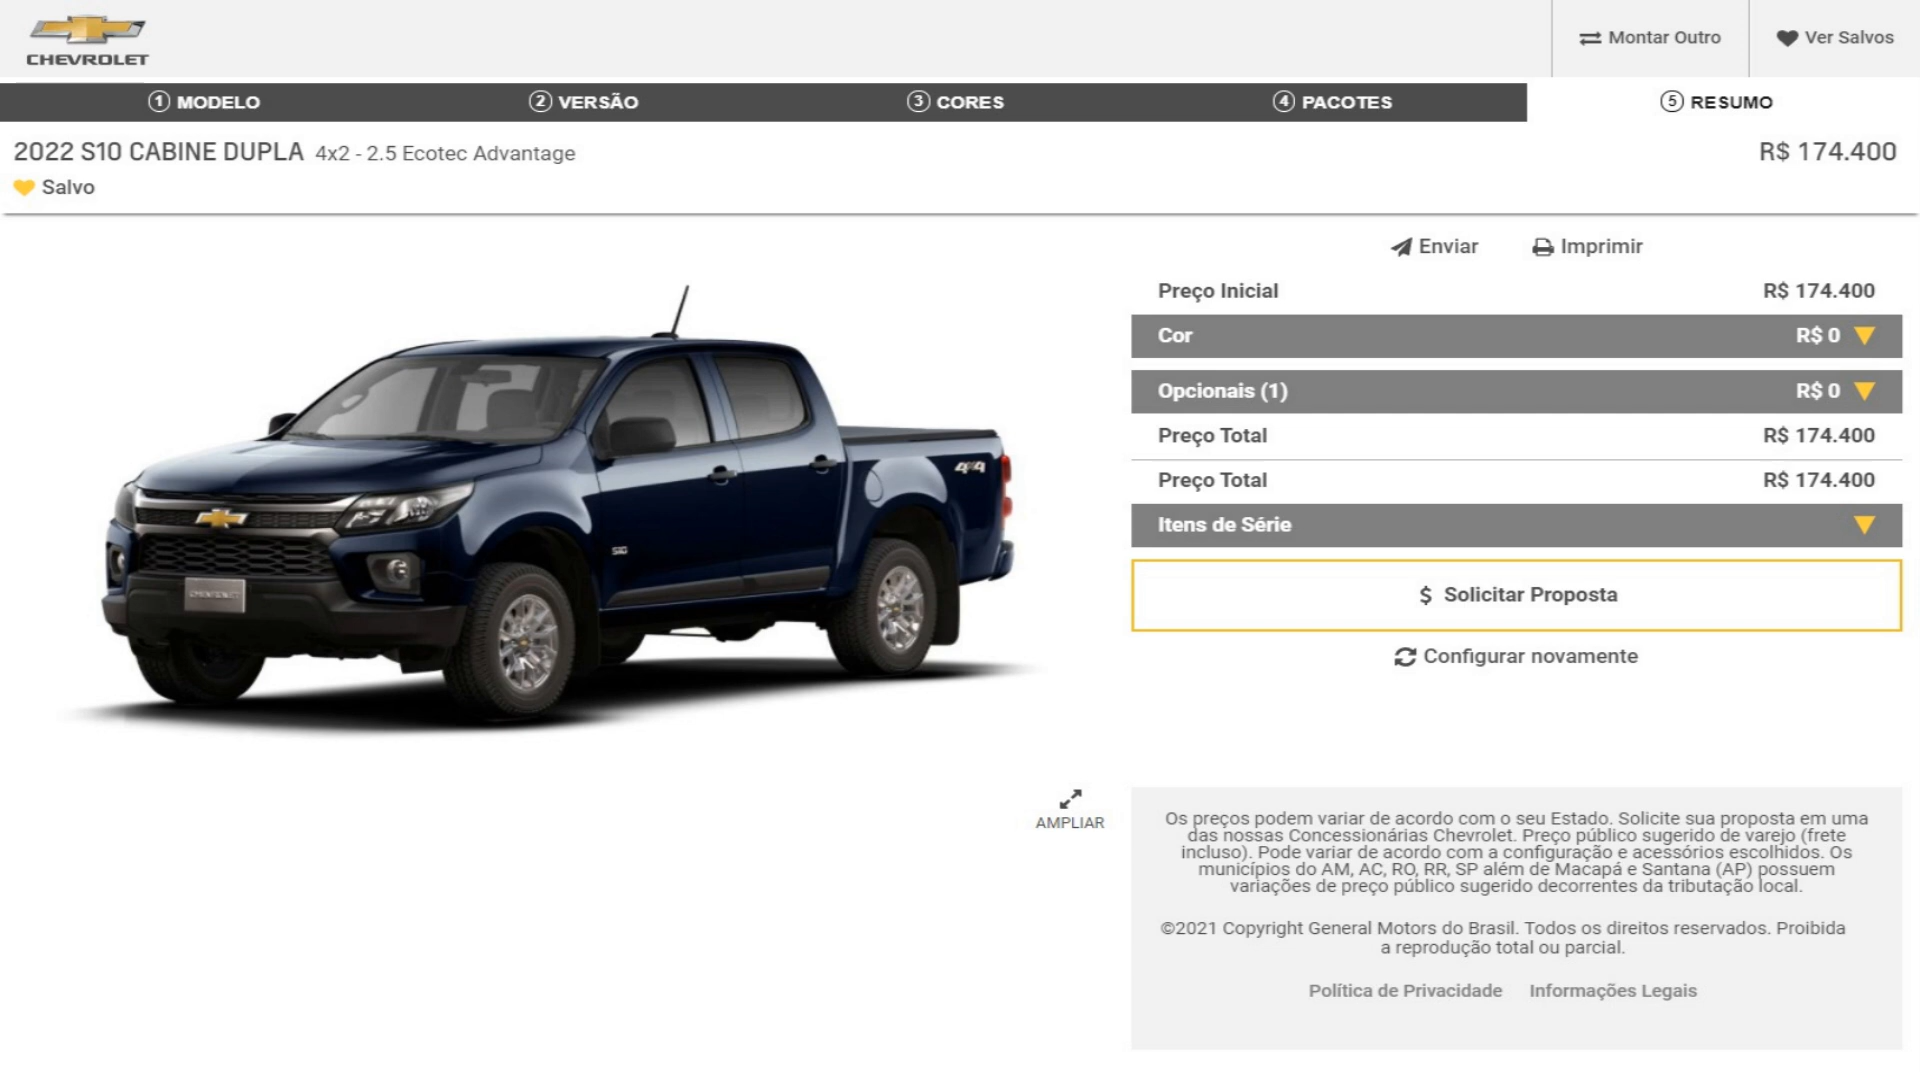 CHEVROLET
Montar Outro
Ver Salvos
1 MODELO
2 VERSÃO
3 CORES
4 PACOTES
5 RESUMO
2022 S10 CABINE DUPLA 4x2 - 2.5 Ecotec Advantage
R$ 174.400
Salvo
Enviar
Imprimir
Preço Inicial R$ 174.400
Cor R$ 0
Opcionais (1) R$ 0
Preço Total R$ 174.400
Preço Total R$ 174.400
Itens de Série
$ Solicitar Proposta
Configurar novamente
4x4
S10
CHEVROLET
AMPLIAR
Os preços podem variar de acordo com o seu Estado. Solicite sua proposta em uma
das nossas Concessionárias Chevrolet. Preço público sugerido de varejo (frete
incluso). Pode variar de acordo com a configuração e acessórios escolhidos. Os
municípios do AM, AC, RO, RR, SP além de Macapá e Santana (AP) possuem
variações de preço público sugerido decorrentes da tributação local.
©2021 Copyright General Motors do Brasil. Todos os direitos reservados. Proibida
a reprodução total ou parcial.
Política de Privacidade Informações Legais